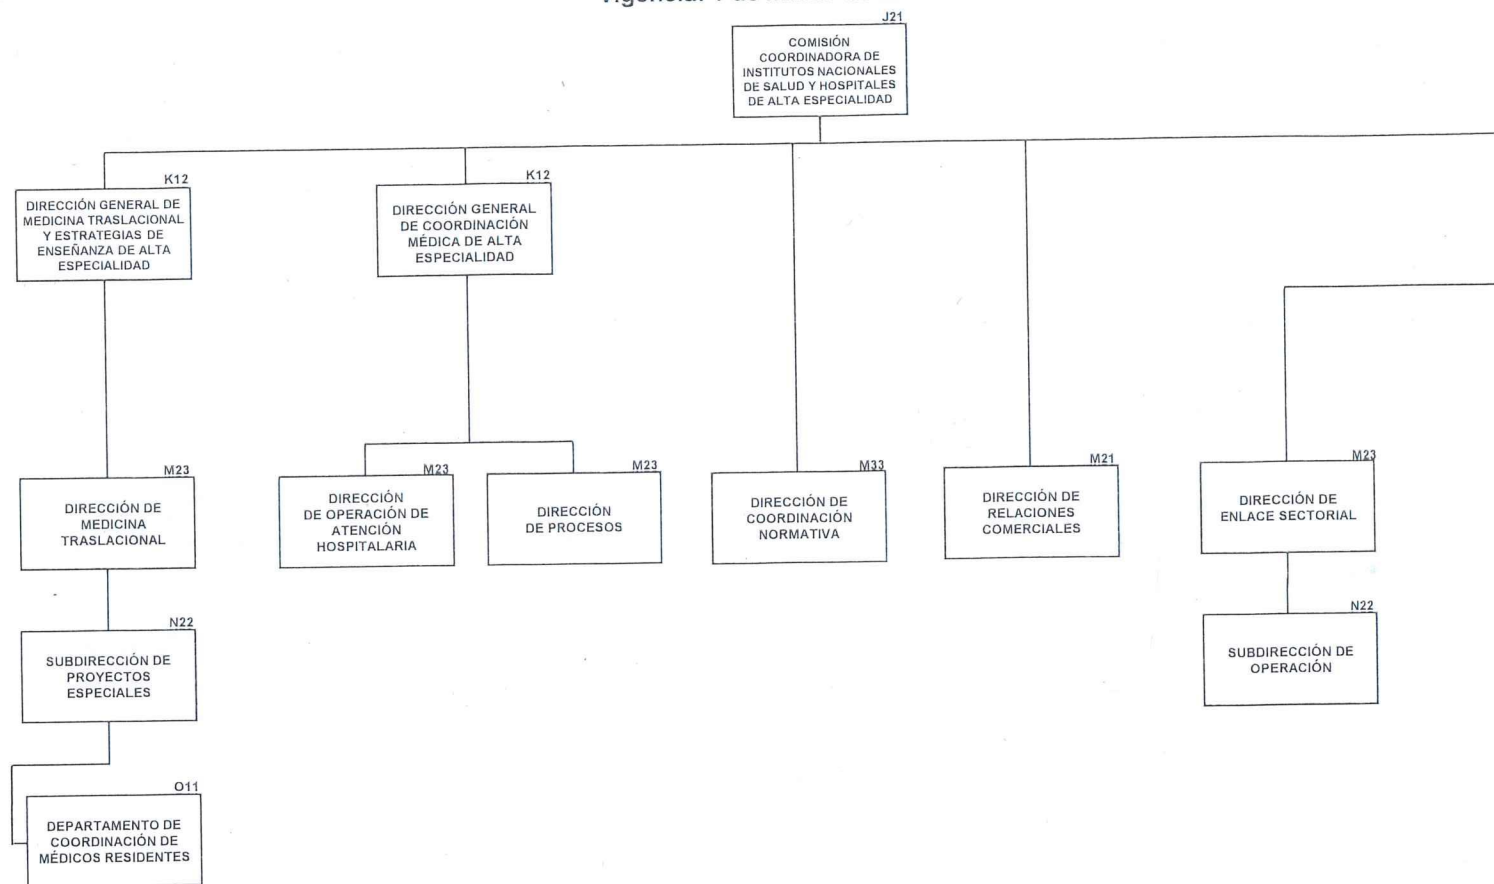 J21
COMISIÓN
COORDINADORA DE
INSTITUTOS NACIONALES
DE SALUD Y HOSPITALES
DE ALTA ESPECIALIDAD
K12
DIRECCIÓN GENERAL DE
MEDICINA TRASLACIONAL
Y ESTRATEGIAS DE
ENSEÑANZA DE ALTA
ESPECIALIDAD
K12
DIRECCIÓN GENERAL
DE COORDINACIÓN
MÉDICA DE ALTA
ESPECIALIDAD
M23
DIRECCIÓN DE
MEDICINA
TRASLACIONAL
M23
DIRECCIÓN
DE OPERACIÓN DE
ATENCIÓN
HOSPITALARIA
M23
DIRECCIÓN
DE PROCESOS
M33
DIRECCIÓN DE
COORDINACIÓN
NORMATIVA
M21
DIRECCIÓN DE
RELACIONES
COMERCIALES
M23
DIRECCIÓN DE
ENLACE SECTORIAL
N22
SUBDIRECCIÓN DE
PROYECTOS
ESPECIALES
N22
SUBDIRECCIÓN DE
OPERACIÓN
O11
DEPARTAMENTO DE
COORDINACIÓN DE
MÉDICOS RESIDENTES